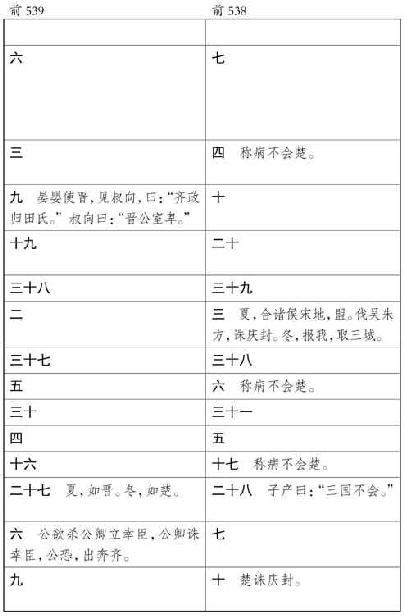 前 539
前 538
六
七
三
四 称病不会楚。
九 晏婴使晋,见叔向,曰:“齐政
归田氏。”叔向曰:“晋公室卑。”
十
十九
二十
三十八
三十九
二
三 夏,合诸侯宋地,盟。伐吴朱
方,诛庆封。冬,报我,取三城。
三十七
三十八
五
六 称病不会楚。
三十
三十一
四
五
十六
十七 称病不会楚。
二十七 夏,如晋。冬,如楚。
二十八 子产曰:“三国不会。”
六 公欲杀公卿立幸臣,公卿诛
幸臣,公恐,出奔齐。
七
九
十 楚诛庆封。